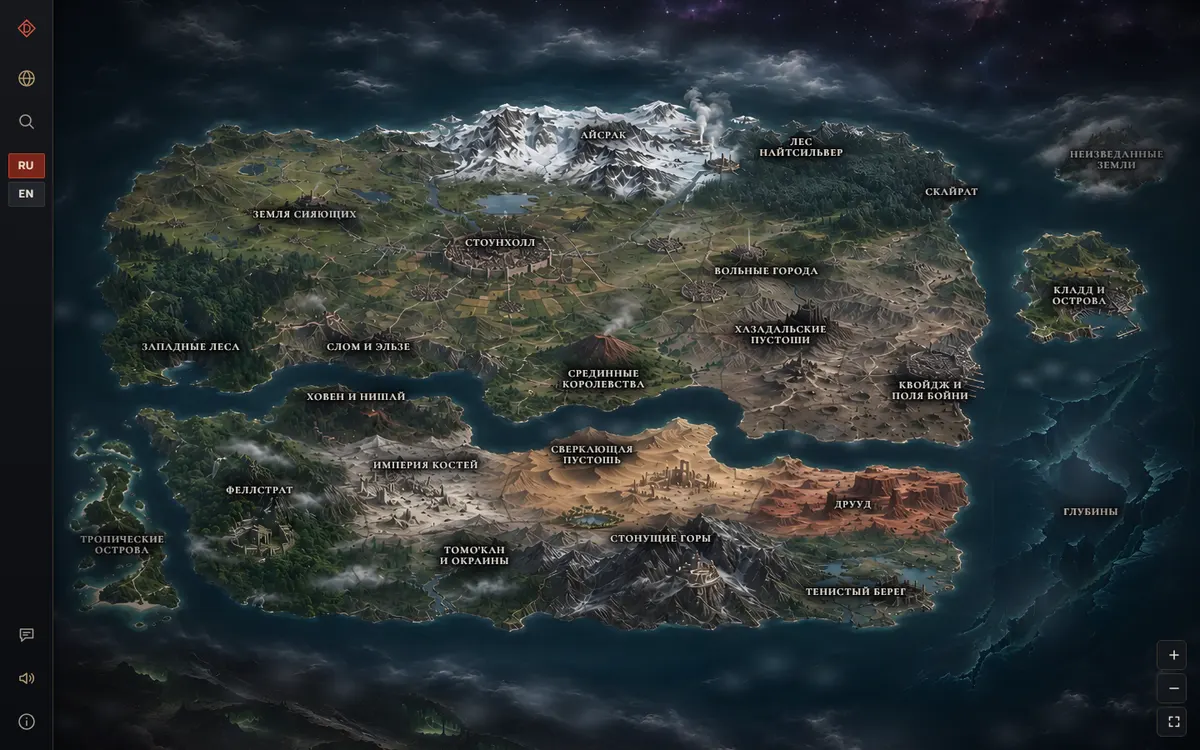 RU
EN
АЙСРАК
ЛЕС
НАЙТСИЛЬВЕР
НЕИЗВЕДАННЫЕ
ЗЕМЛИ
СКАЙРАТ
ЗЕМЛЯ СИЯЮЩИХ
СТОУНХОЛЛ
ВОЛЬНЫЕ ГОРОДА
КЛАДД И
ОСТРОВА
ХАЗАДАЛЬСКИЕ
ПУСТОШИ
ЗАПАДНЫЕ ЛЕСА
СЛОМ И ЭЛЬЗЕ
СРЕДИННЫЕ
КОРОЛЕВСТВА
КВОЙДЖ И
ПОЛЯ БОЙНИ
ХОВЕН И НИШАЙ
СВЕРКАЮЩАЯ
ПУСТОШЬ
ИМПЕРИЯ КОСТЕЙ
ФЕЛЛСТРАТ
ДРУУД
ГЛУБИНЫ
ТРОПИЧЕСКИЕ
ОСТРОВА
СТОНУЩИЕ ГОРЫ
ТОМО'КАН
И ОКРАИНЫ
ТЕНИСТЫЙ БЕРЕГ